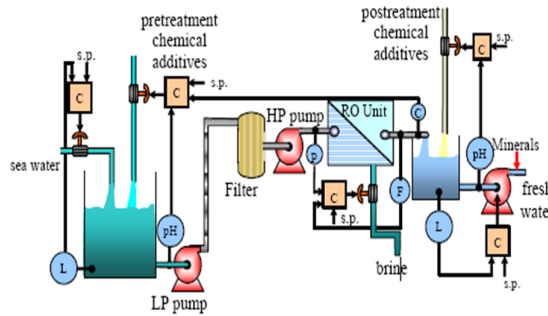 pretreatment
chemical
additives
postreatment
chemical
additives
s.p.
C
s.p.
C
s.p.
C
sea water
HP pump
RO Unit
C
P
Filter
C
s.p.
F
pH
Minerals
fresh
water
L
pH
LP pump
brine
L
C
s.p.